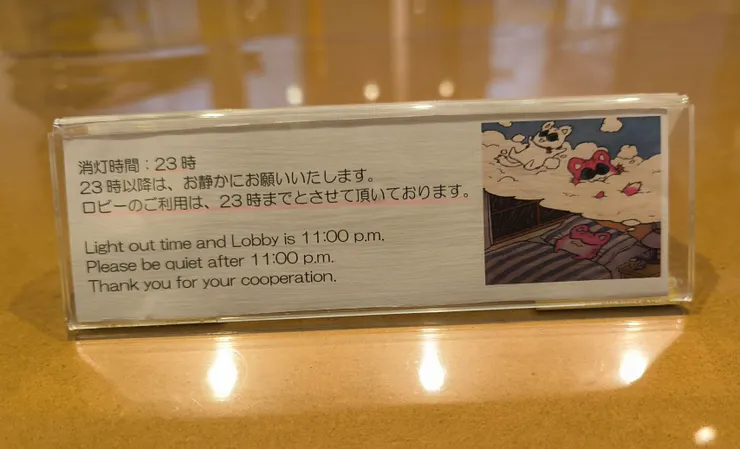 消灯時間：23時
23時以降は、お静かにお願いいたします。
ロビーのご利用は、23時までとさせて頂いております。
Light out time and Lobby is 11:00 p.m.
Please be quiet after 11:00 p.m.
Thank you for your cooperation.